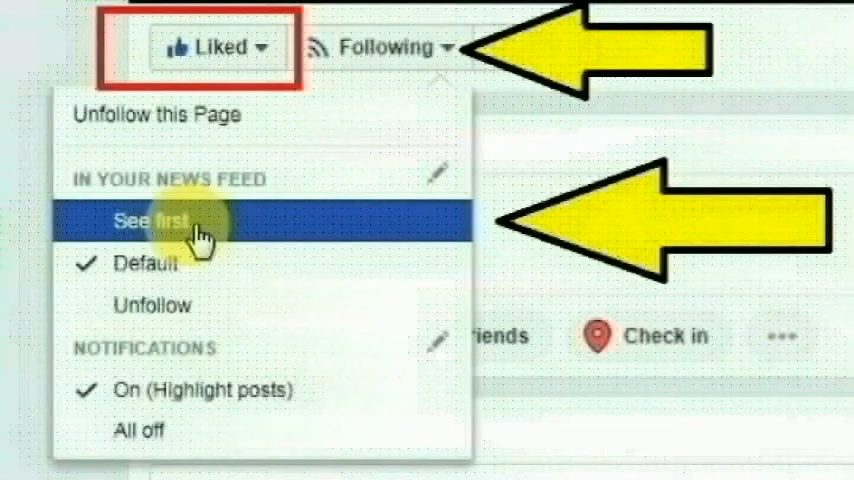 Liked Following
Unfollow this Page
IN YOUR NEWS FEED
See first
Default
Unfollow
riends Check in
NOTIFICATIONS
On (Highlight posts)
All off